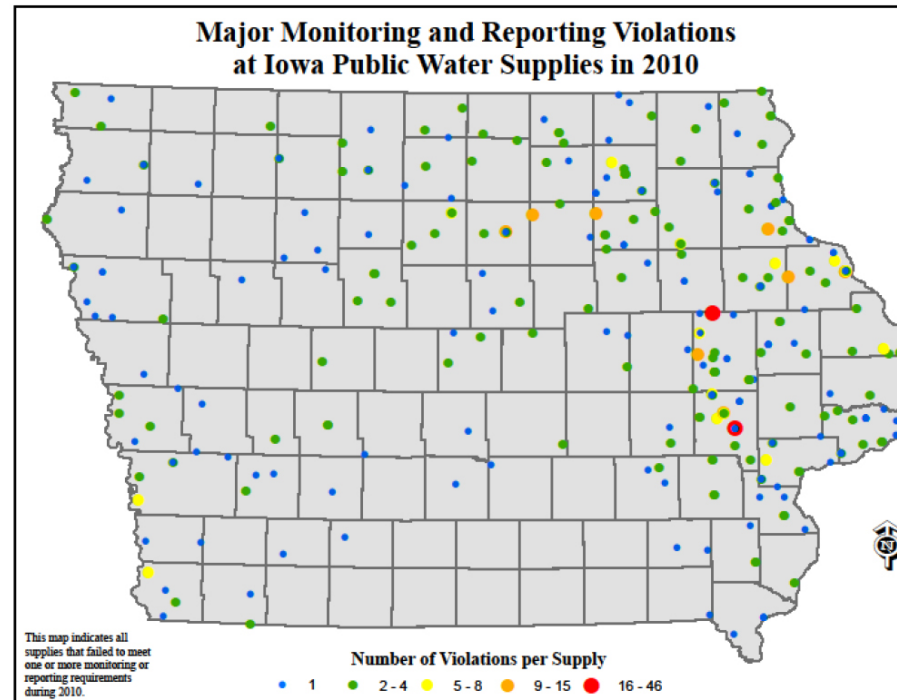 Major Monitoring and Reporting Violations
at Iowa Public Water Supplies in 2010
N
This map indicates all
supplies that failed to meet
one or more monitoring or
reporting requirements
during 2010.
Number of Violations per Supply
1 2 - 4 5 - 8 9 - 15 16 - 46